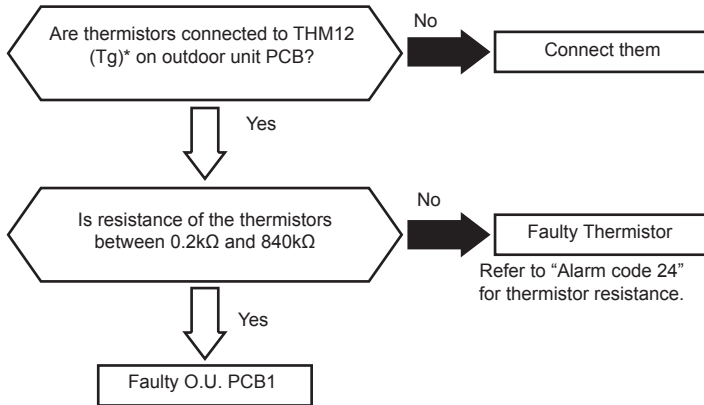 Are thermistors connected to THM12
(Tg)* on outdoor unit PCB?
No
Connect them
Yes
Is resistance of the thermistors
between 0.2kΩ and 840kΩ
No
Faulty Thermistor
Refer to “Alarm code 24”
for thermistor resistance.
Yes
Faulty O.U. PCB1